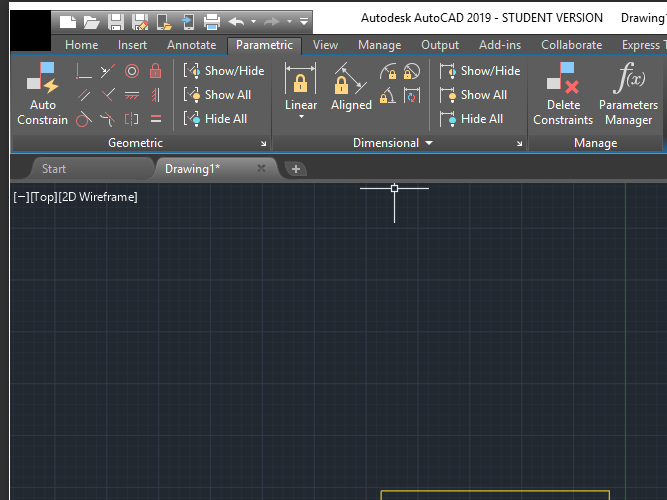 Autodesk AutoCAD 2019 - STUDENT VERSION Drawing1
Home Insert Annotate Parametric View Manage Output Add-ins Collaborate Express T
Auto
Constrain
Show/Hide
Show All
Hide All
Geometric
Linear
Aligned
Show/Hide
Show All
Hide All
Dimensional
Delete
Constraints
f(x)
Parameters
Manager
Manage
Start
Drawing1*
[−][Top][2D Wireframe]